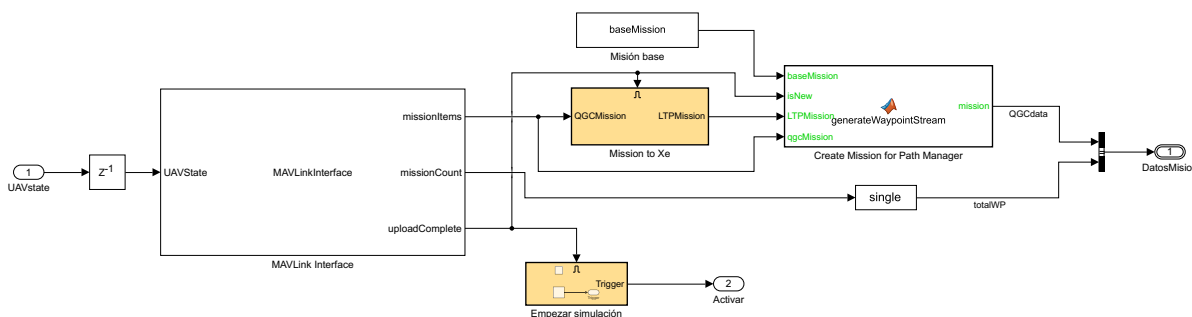 baseMission
Misión base
baseMission
isNew
LTPMission
qgcMission
generateWaypointStream
mission
Create Mission for Path Manager
QGCMission
LTPMission
Mission to Xe
QGCdata
1
DatosMisio
1
UAVstate
z-1
UAVState
MAVLinkInterface
missionItems
missionCount
uploadComplete
MAVLink Interface
single
totalWP
Trigger
Trigger
Empezar simulación
2
Activar